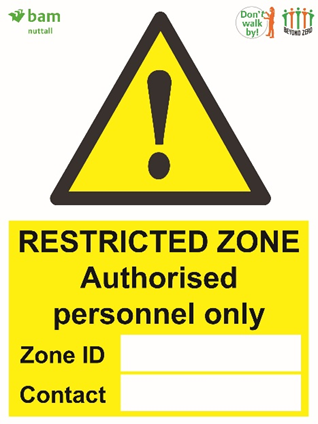 bam
nuttall
Don't
walk
by!
BEYOND ZERO
!
RESTRICTED ZONE
Authorised
personnel only
Zone ID
Contact